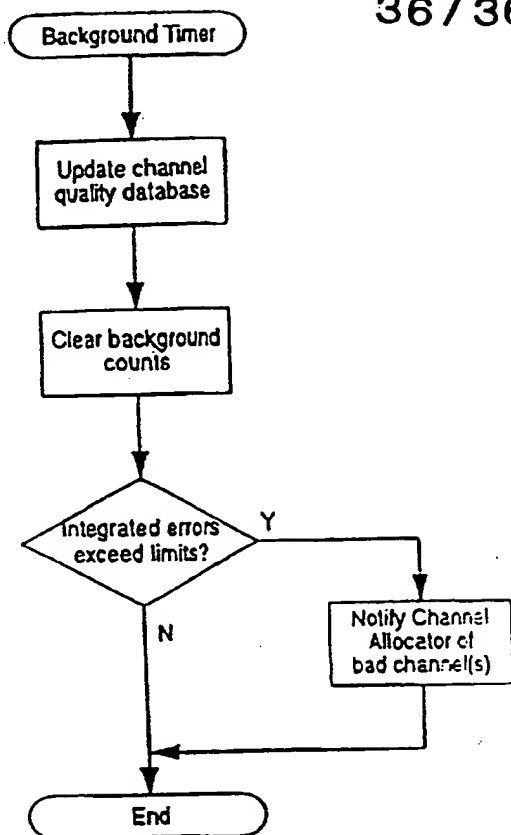 36/36
Background Timer
Update channel
quality database
Clear background
counts
Integrated errors
exceed limits?
Y
N
Notify Channel
Allocator of
bad channel(s)
End